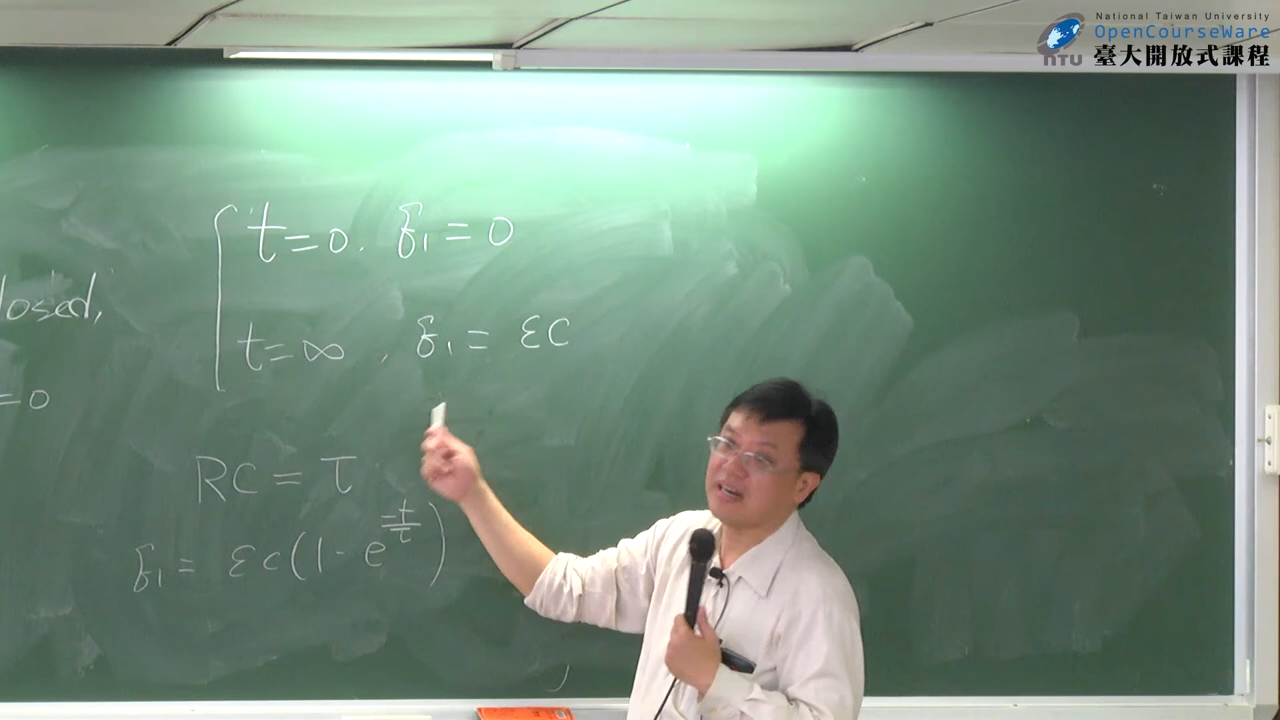 National Taiwan University
OpenCourseWare
NTU 臺大開放式課程
t=0. q₁=0
losed,
t=∞, q₁= εC
=0
RC = τ
q₁= εc(1- e^(-t/τ))